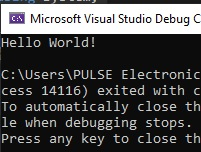 Microsoft Visual Studio Debug C
Hello World!
C:\Users\PULSE Electronic
cess 14116) exited with c
To automatically close th
le when debugging stops.
Press any key to close th